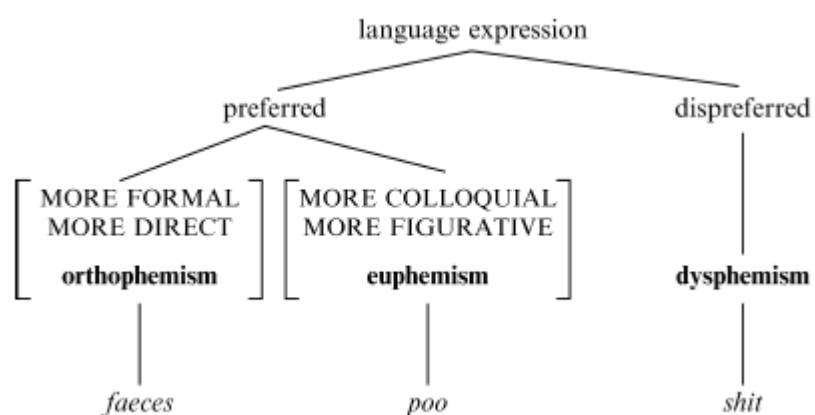 language expression
preferred
dispreferred
MORE FORMAL
MORE DIRECT
orthophemism
MORE COLLOQUIAL
MORE FIGURATIVE
euphemism
dysphemism
faeces
poo
shit